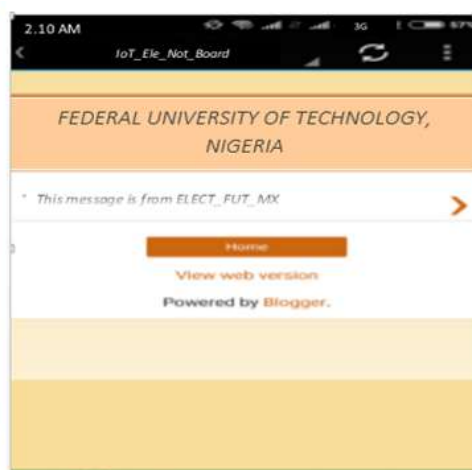 2.10 AM 3G 57%
IoT_Ele_Not_Board
FEDERAL UNIVERSITY OF TECHNOLOGY,
NIGERIA
* This message is from ELECT_FUT_MX
Home
View web version
Powered by Blogger.